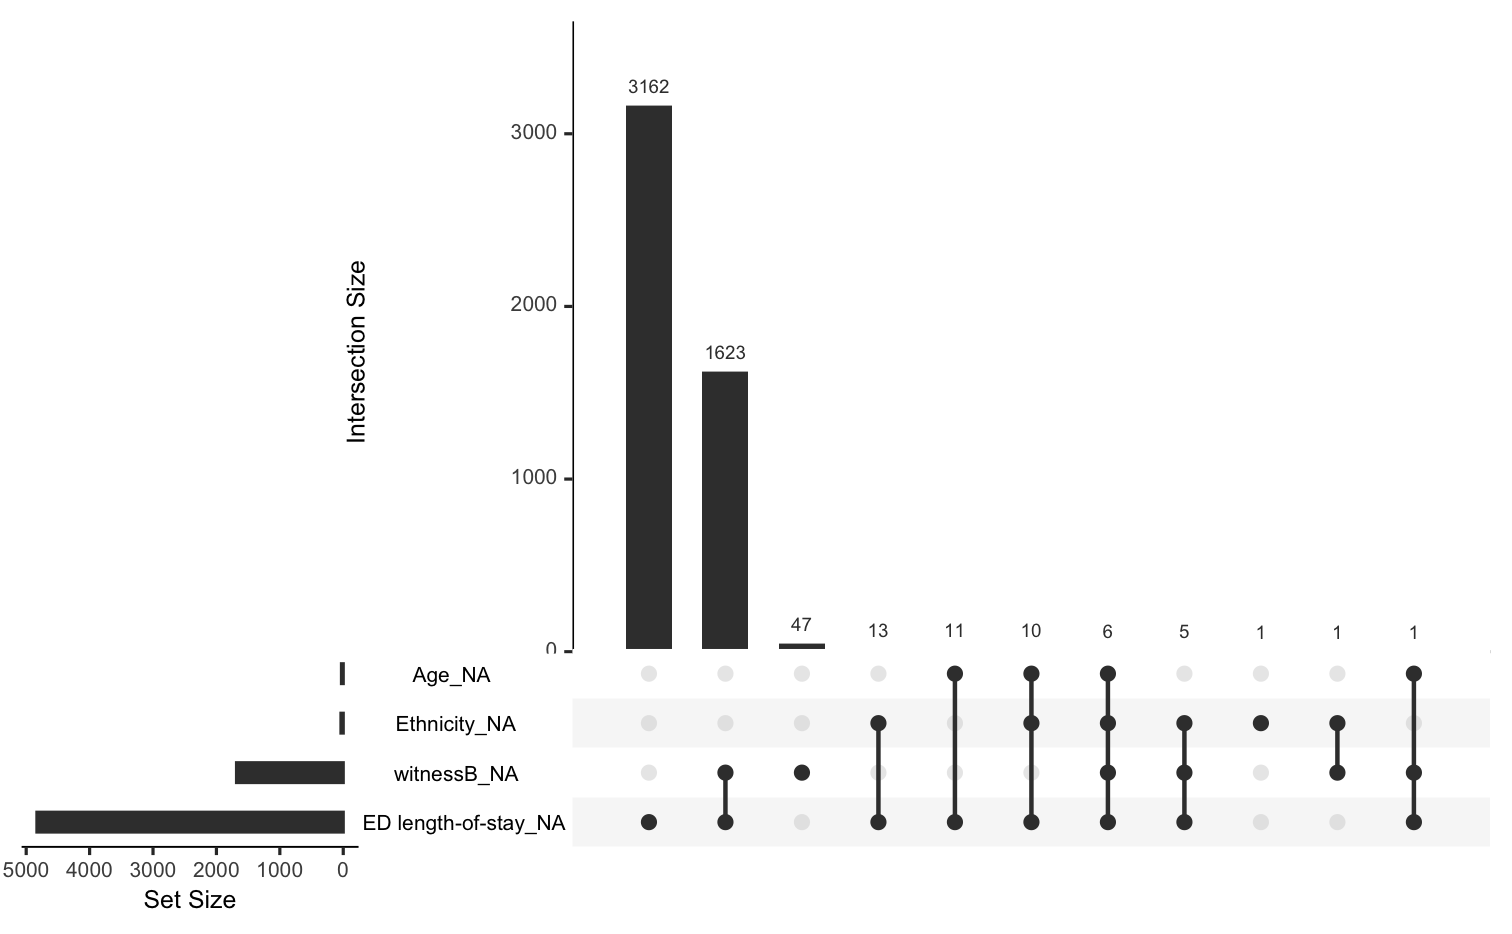 3162
3000
Intersection Size
2000
1623
1000
47
13
11
10
6
5
1
1
1
0
Age_NA
Ethnicity_NA
witnessB_NA
ED length-of-stay_NA
5000 4000 3000 2000 1000 0
Set Size